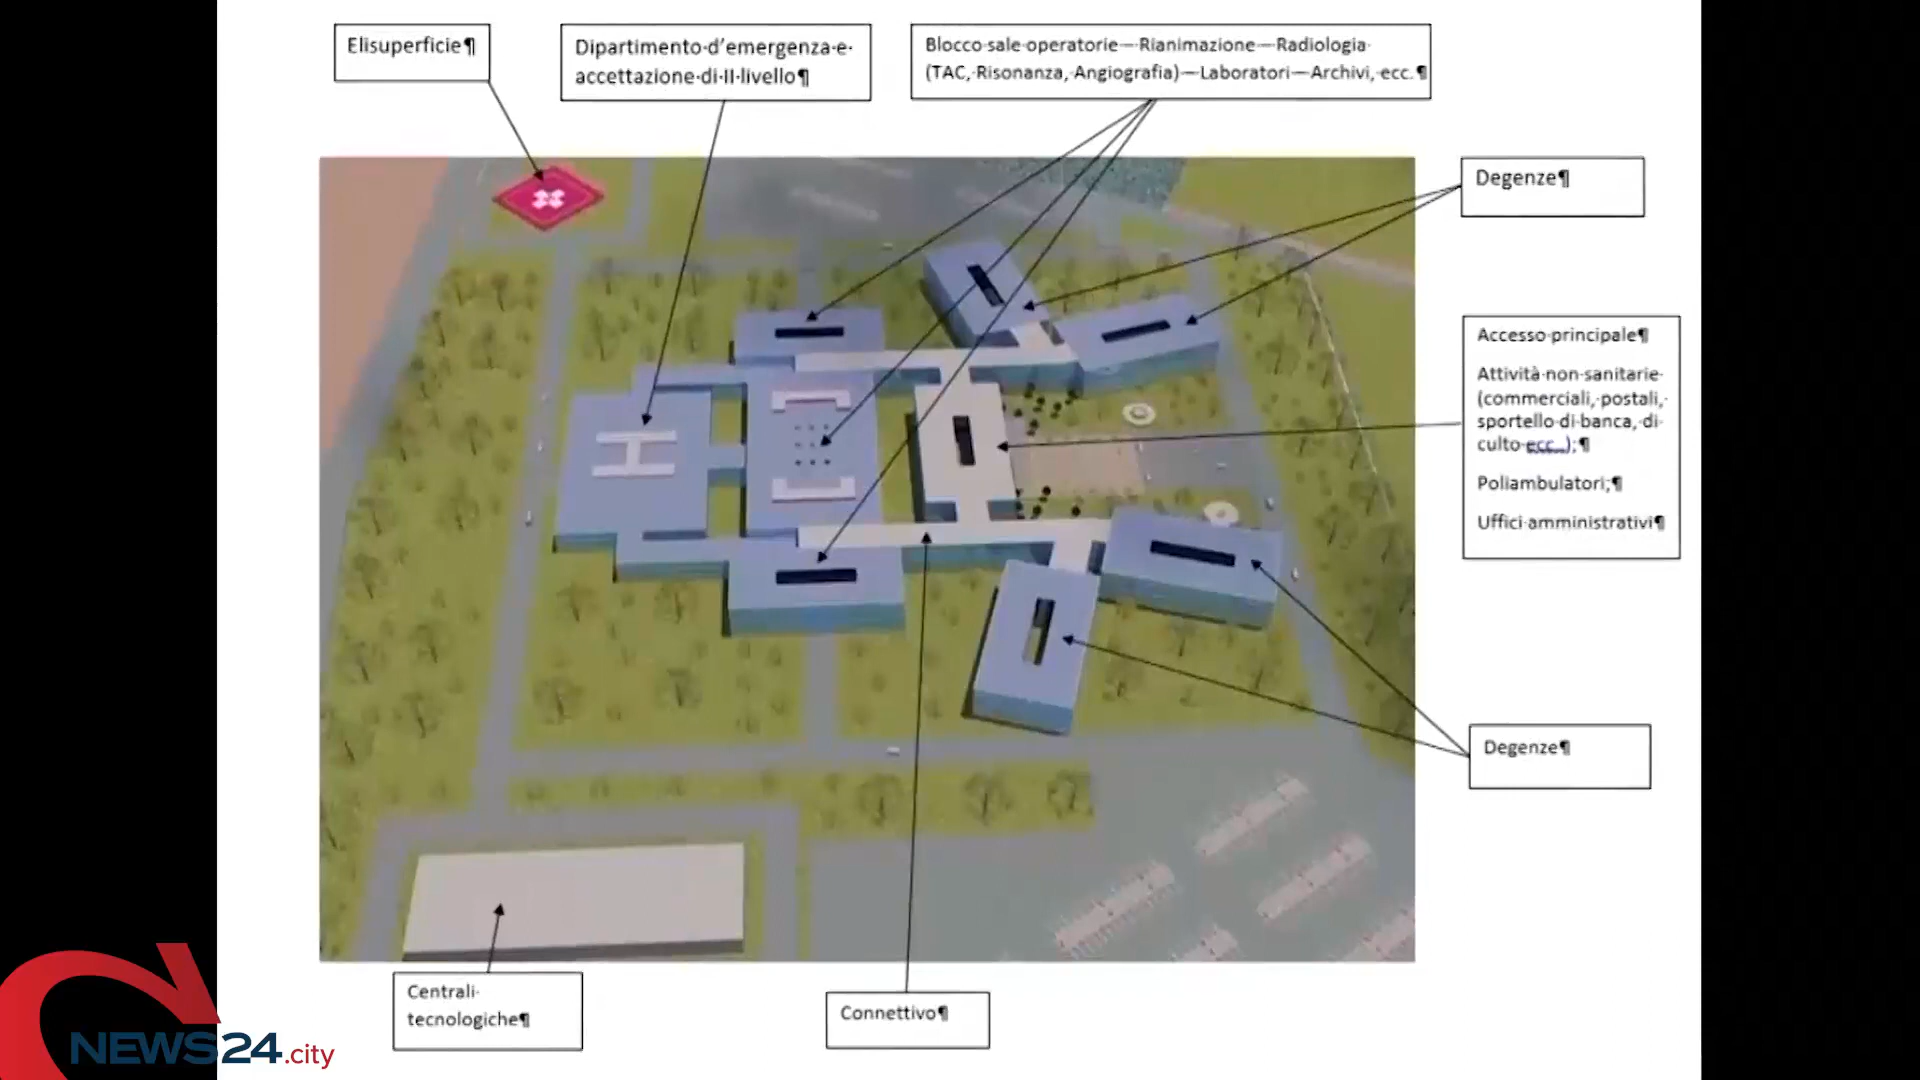 Elisuperficie¶
Dipartimento·d’emergenza·e·
accettazione·di·II·livello¶
Blocco·sale·operatorie—·Rianimazione—·Radiologia·
(TAC,·Risonanza,·Angiografia)—·Laboratori—·Archivi,·ecc.¶
Degenze¶
Accesso·principale¶
Attività·non·sanitarie·
(commerciali,·postali,·
sportello·di·banca,·di·
culto·ecc…);¶
Poliambulatori;¶
Uffici·amministrativi¶
Degenze¶
Centrali·
tecnologiche¶
Connettivo¶
NEWS24.city